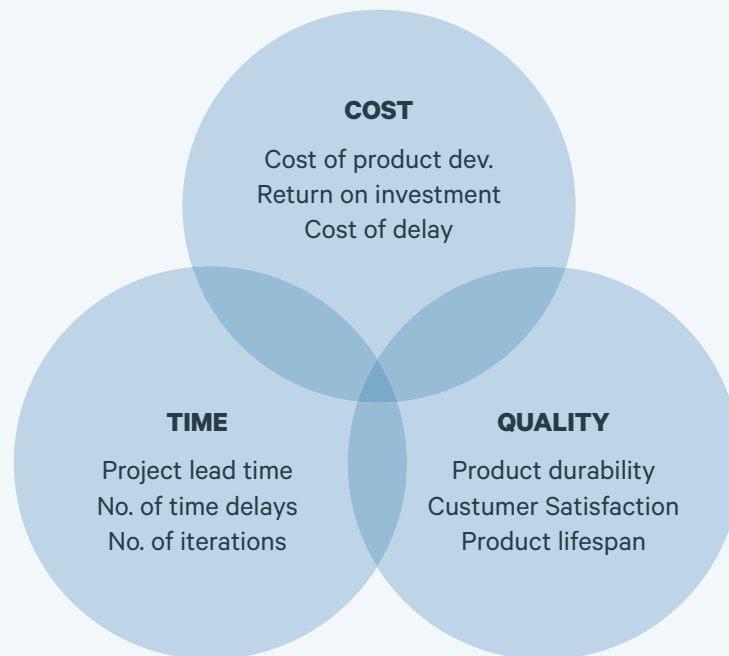 COST
Cost of product dev.
Return on investment
Cost of delay
TIME
Project lead time
No. of time delays
No. of iterations
QUALITY
Product durability
Custumer Satisfaction
Product lifespan